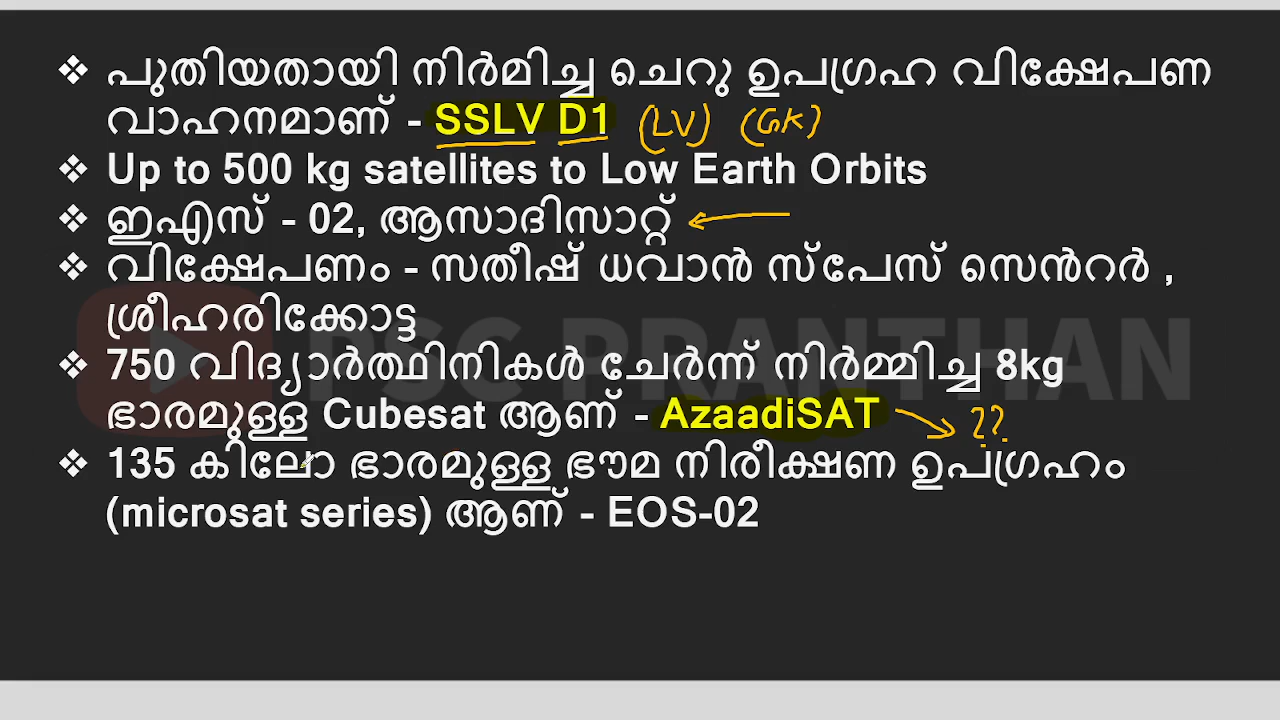 ❖ പുതിയതായി നിർമിച്ച ചെറു ഉപഗ്രഹ വിക്ഷേപണ
വാഹനമാണ് - SSLV D1 (LV) (GK)
❖ Up to 500 kg satellites to Low Earth Orbits
❖ ഇഎസ് - 02, ആസാദിസാറ്റ്
❖ വിക്ഷേപണം - സതീഷ് ധവാൻ സ്പേസ് സെൻറർ ,
ശ്രീഹരിക്കോട്ട
PSC PRANTHAN
❖ 750 വിദ്യാർത്ഥിനികൾ ചേർന്ന് നിർമ്മിച്ച 8kg
ഭാരമുള്ള Cubesat ആണ് - AzaadiSAT ??
❖ 135 കിലോ ഭാരമുള്ള ഭൗമ നിരീക്ഷണ ഉപഗ്രഹം
(microsat series) ആണ് - EOS-02